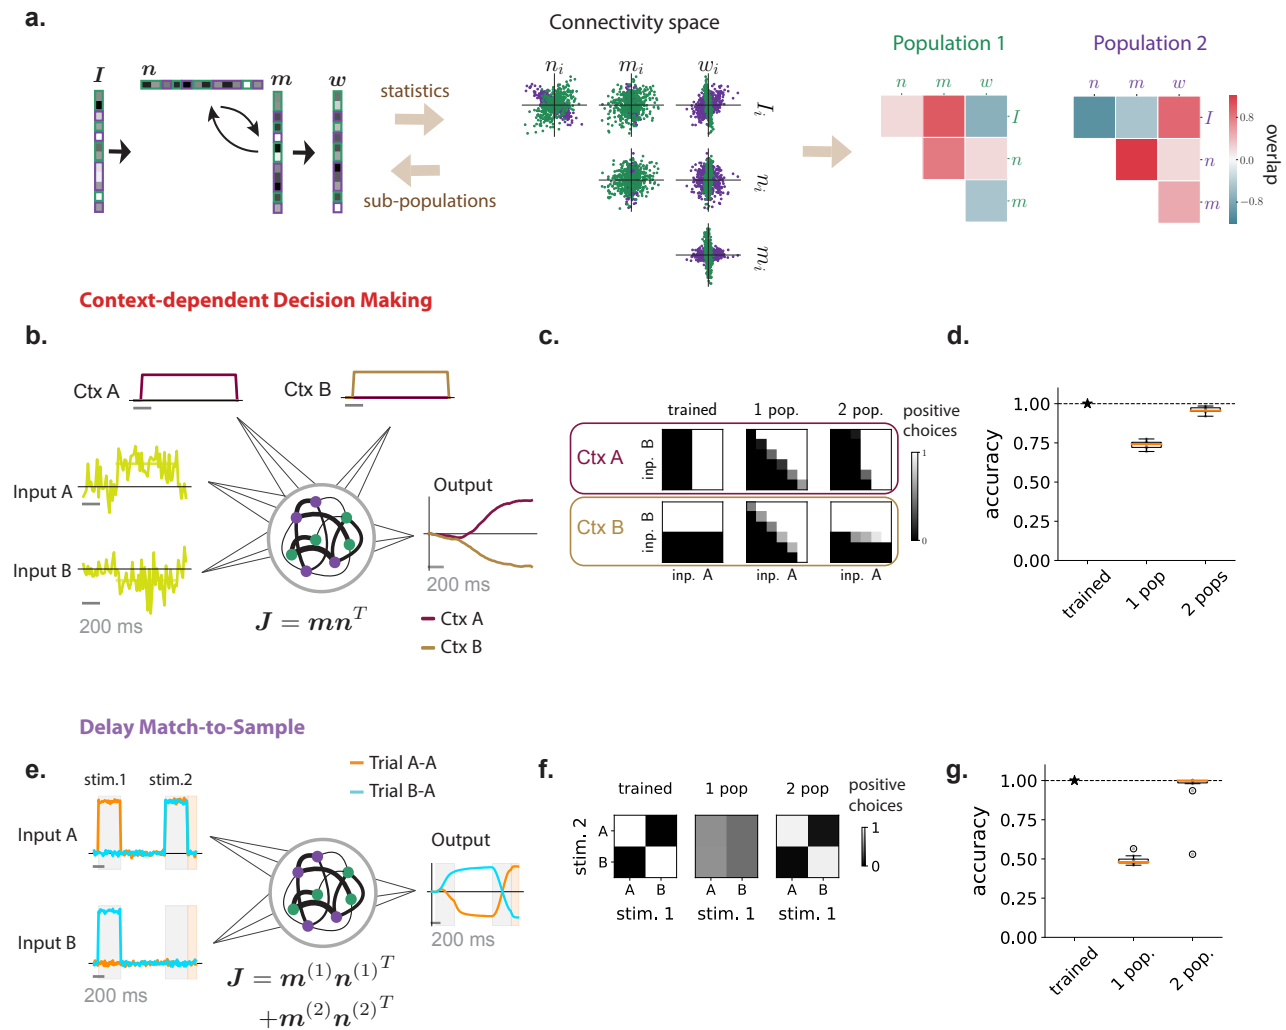 a.
Connectivity space
Population 1
Population 2
I
n
m
w
statistics
sub-populations
n_i
m_i
w_i
I_i
n_i
m_i
n m w
I
n
m
n m w
I
n
m
0.8
0.0
−0.8
overlap
Context-dependent Decision Making
b.
Ctx A
Ctx B
Input A
Input B
200 ms
Output
200 ms
J = mn^T
Ctx A
Ctx B
c.
trained
1 pop.
2 pop.
positive
choices
1
0
Ctx A
inp. B
Ctx B
inp. B
inp. A
inp. A
d.
accuracy
1.00
0.75
0.50
0.25
0.00
trained
1 pop
2 pops
Delay Match-to-Sample
e.
stim.1
stim.2
Trial A-A
Trial B-A
Input A
Input B
200 ms
Output
200 ms
J = m^(1) n^(1)^T
+m^(2) n^(2)^T
f.
trained
1 pop
2 pop
positive
choices
1
0
stim. 2
A
B
A B
A B
A B
stim. 1
stim. 1
stim. 1
g.
accuracy
1.00
0.75
0.50
0.25
0.00
trained
1 pop.
2 pop.